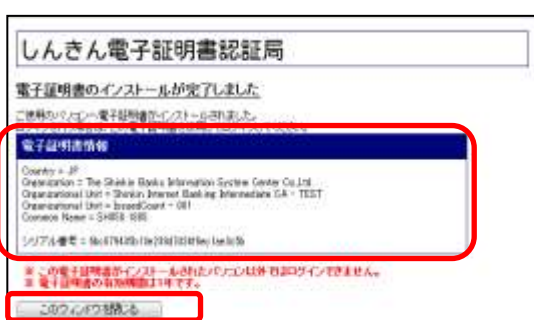 しんきん電子証明書認証局
電子証明書のインストールが完了しました
ご使用のパソコンへ電子証明書がインストールされました。
電子証明書情報
Country = JP
Organization = The Shinkin Banks Information System Center Co.,Ltd.
Organizational Unit = Shinkin Internet Banking Intermediate CA - TEST
Organizational Unit = IssuedCount - 001
Common Name =
シリアル番号 =
※ この電子証明書がインストールされたパソコン以外ではログインできません。
※ 電子証明書の有効期間は1年です。
このウィンドウを閉じる